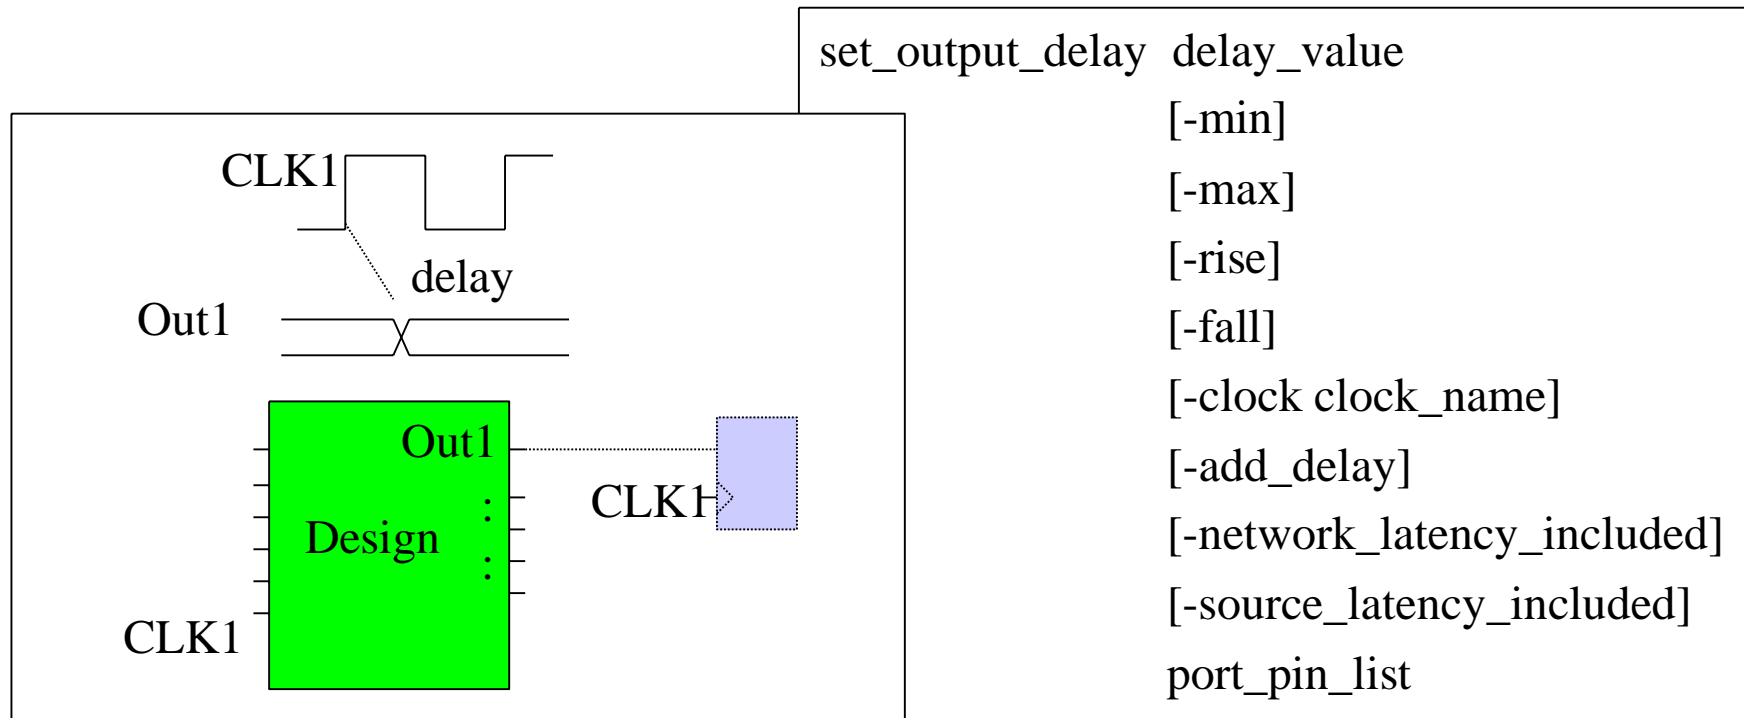 set_output_delay delay_value
[-min]
[-max]
[-rise]
[-fall]
[-clock clock_name]
[-add_delay]
[-network_latency_included]
[-source_latency_included]
port_pin_list
CLK1
delay
Out1
Out1
CLK1
Design
:
:
CLK1